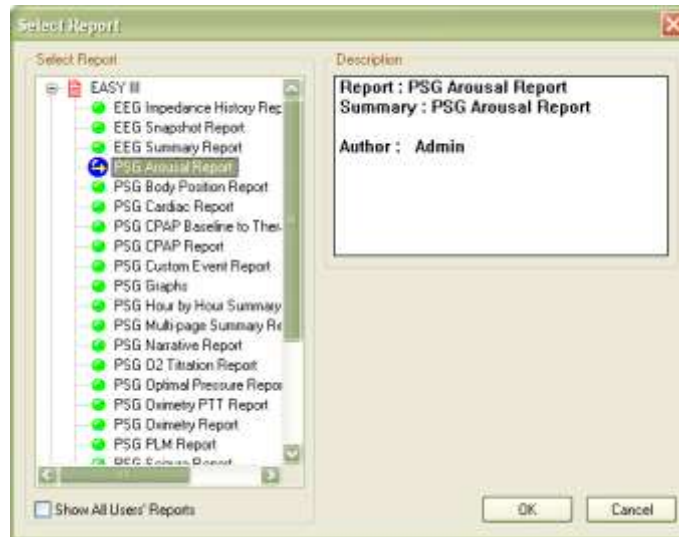 Select Report
Select Report
EASY III
EEG Impedance History Rep
EEG Snapshot Report
EEG Summary Report
PSG Arousal Report
PSG Body Position Report
PSG Cardiac Report
PSG CPAP Baseline to Ther
PSG CPAP Report
PSG Custom Event Report
PSG Graphs
PSG Hour by Hour Summary
PSG Multi-page Summary Re
PSG Narrative Report
PSG O2 Titration Report
PSG Optimal Pressure Repor
PSG Oximetry PTT Report
PSG Oximetry Report
PSG PLM Report
PSG Seizure Report
Show All Users' Reports
Description
Report : PSG Arousal Report
Summary : PSG Arousal Report
Author : Admin
OK
Cancel